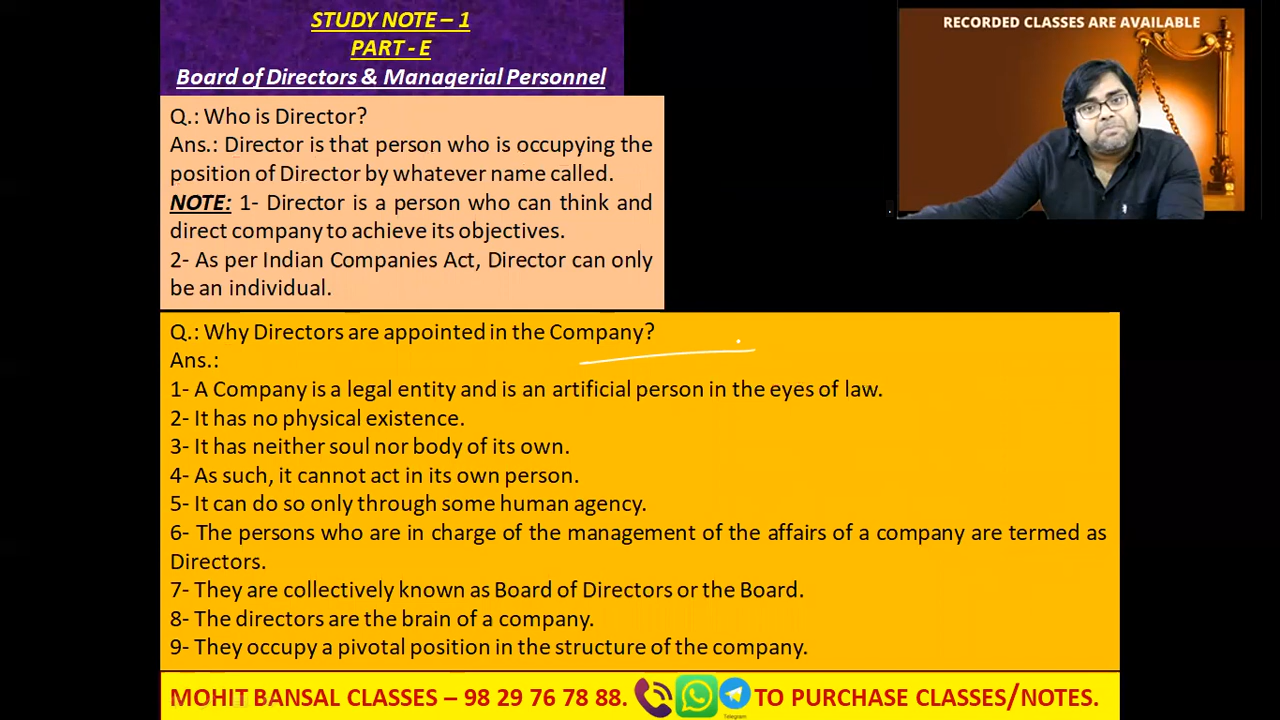 STUDY NOTE – 1
PART - E
Board of Directors & Managerial Personnel
RECORDED CLASSES ARE AVAILABLE
Q.: Who is Director?
Ans.: Director is that person who is occupying the
position of Director by whatever name called.
NOTE: 1- Director is a person who can think and
direct company to achieve its objectives.
2- As per Indian Companies Act, Director can only
be an individual.
Q.: Why Directors are appointed in the Company?
Ans.:
1- A Company is a legal entity and is an artificial person in the eyes of law.
2- It has no physical existence.
3- It has neither soul nor body of its own.
4- As such, it cannot act in its own person.
5- It can do so only through some human agency.
6- The persons who are in charge of the management of the affairs of a company are termed as
Directors.
7- They are collectively known as Board of Directors or the Board.
8- The directors are the brain of a company.
9- They occupy a pivotal position in the structure of the company.
MOHIT BANSAL CLASSES – 98 29 76 78 88. TO PURCHASE CLASSES/NOTES.
Telegram